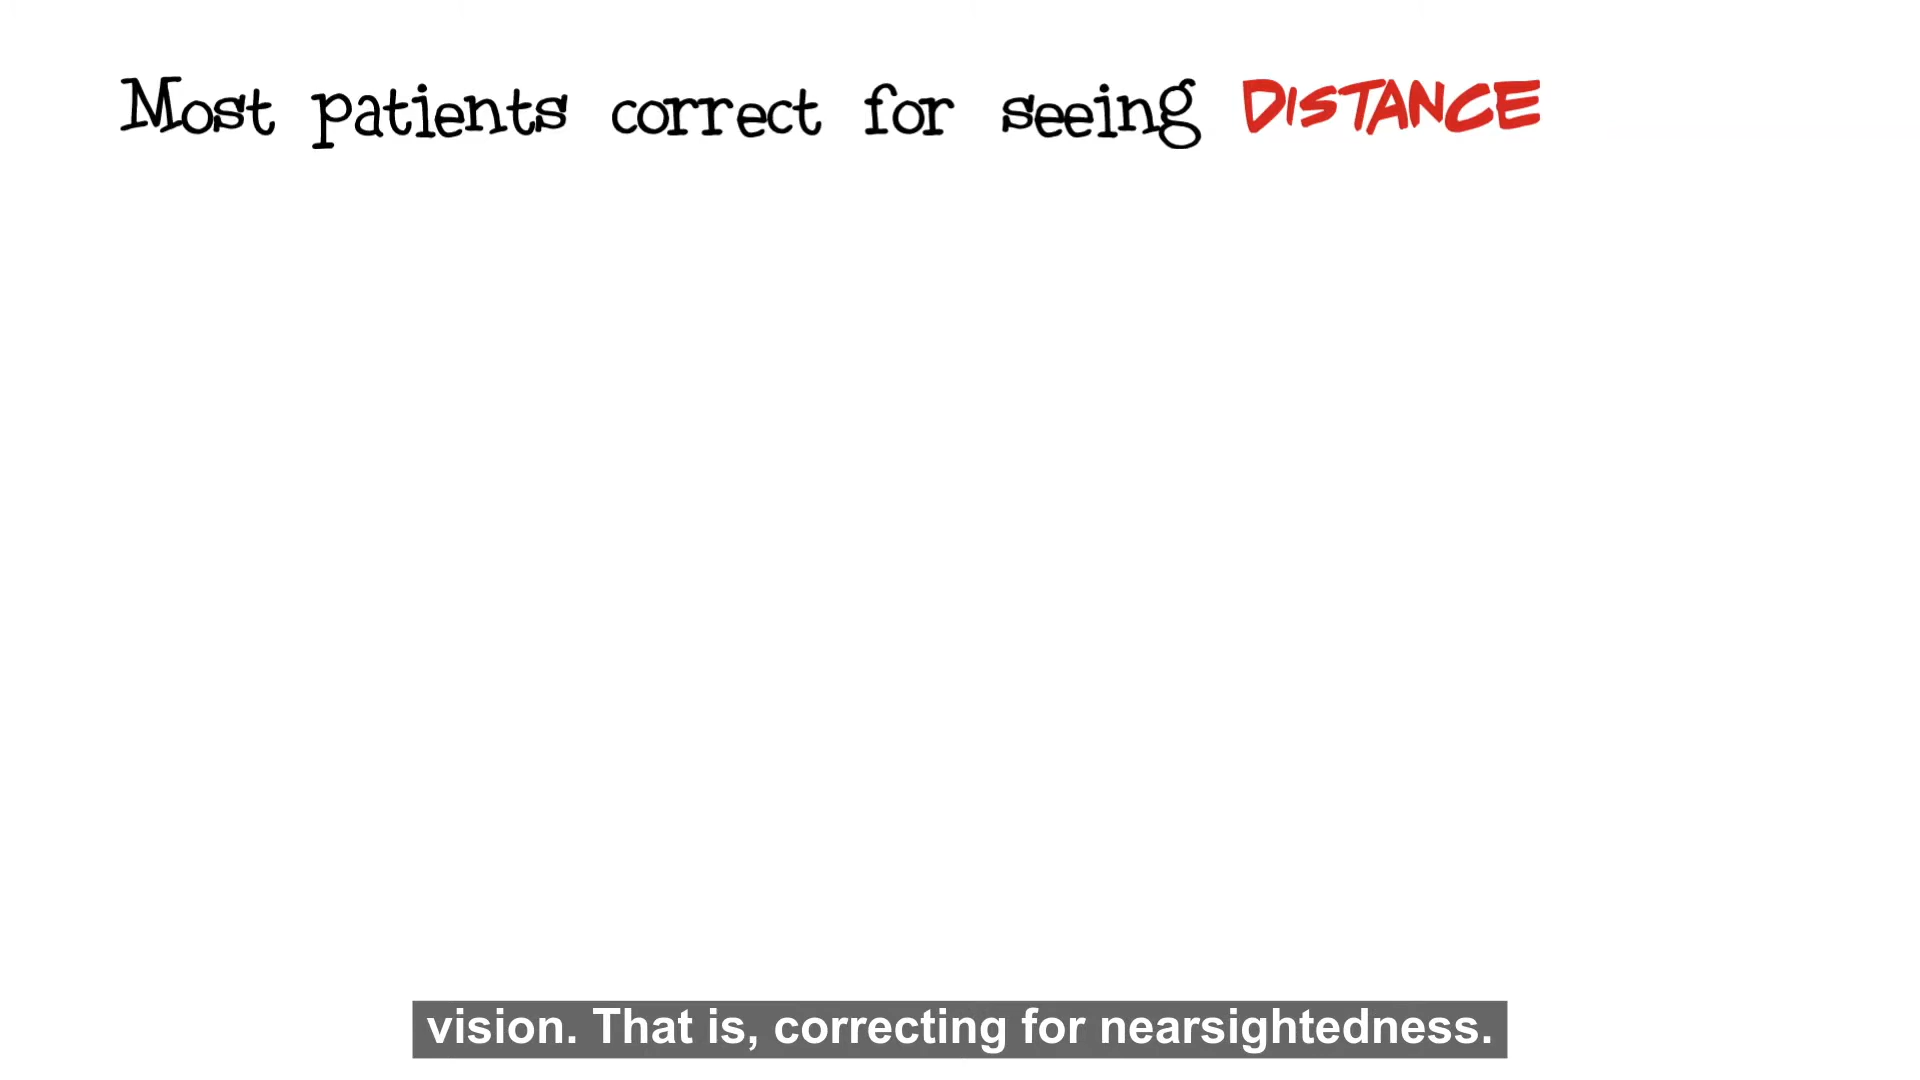 Most patients correct for seeing DISTANCE
vision. That is, correcting for nearsightedness.